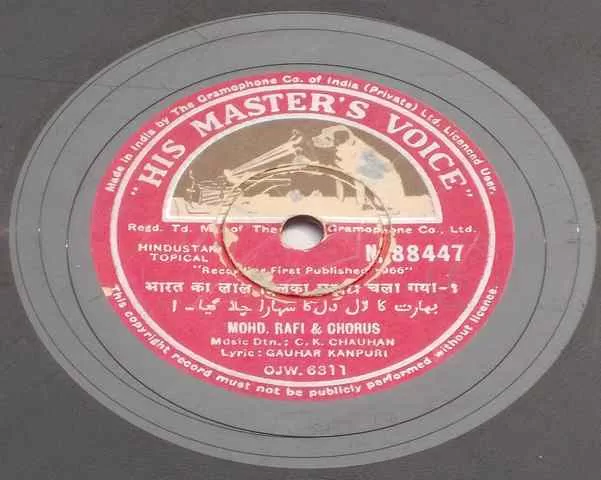 Made in India by The Gramophone Co. of India (Private) Ltd. Licenced User.
"HIS MASTER'S VOICE"
Regd. Td. of The Gramophone Co., Ltd.
HINDUSTANI
TOPICAL
N.88447
"Recording First Published 1966"
भारत का लाल दिलका सहारा चला गया-१
بھارت کا لال دل کا سہارا چلا گیا - ۱
MOHD. RAFI & CHORUS
Music Dtn.; C. K. CHAUHAN
Lyric: GAUHAR KANPURI
OJW. 6311
This copyright record must not be publicly performed without licence.